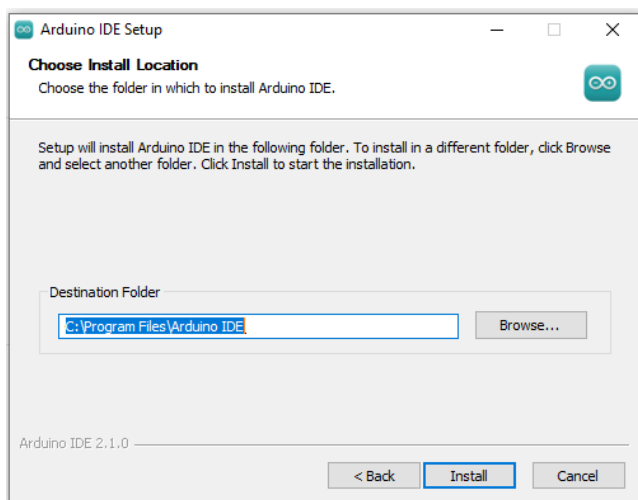 Arduino IDE Setup
Choose Install Location
Choose the folder in which to install Arduino IDE.
Setup will install Arduino IDE in the following folder. To install in a different folder, click Browse
and select another folder. Click Install to start the installation.
Destination Folder
C:\Program Files\Arduino IDE
Browse...
Arduino IDE 2.1.0
< Back
Install
Cancel